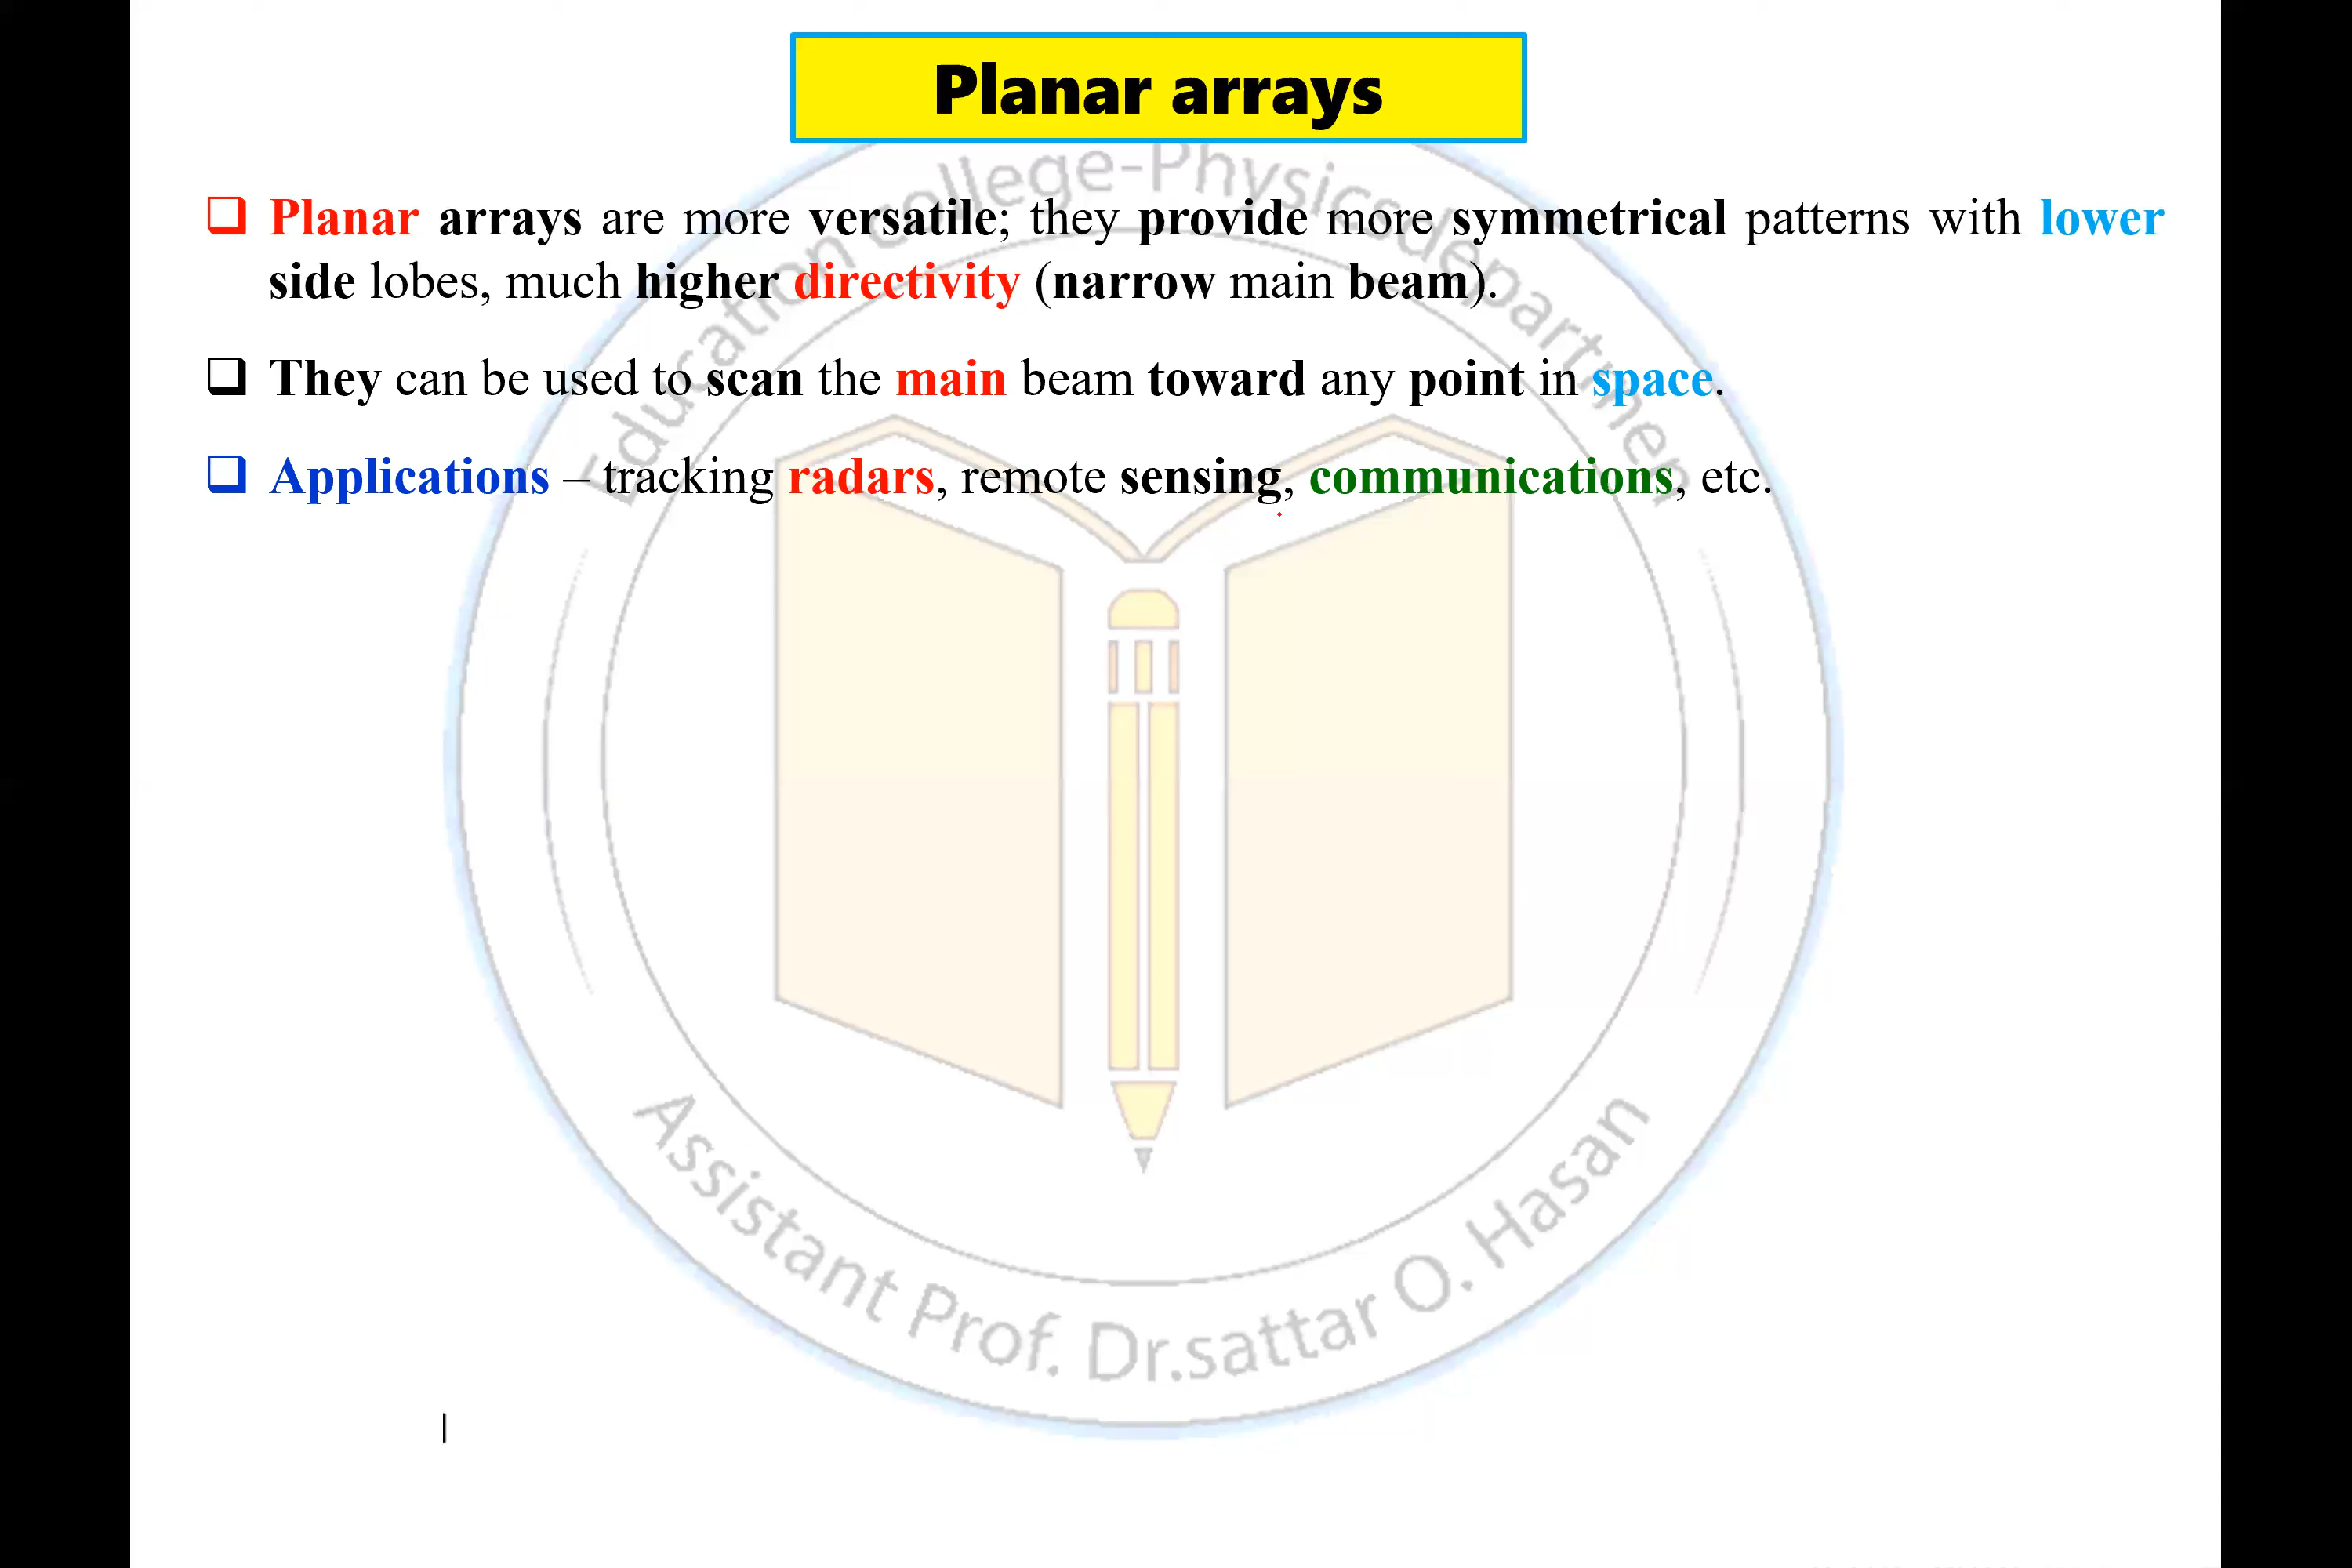 Planar arrays
❑ Planar arrays are more versatile; they provide more symmetrical patterns with lower
side lobes, much higher directivity (narrow main beam).
❑ They can be used to scan the main beam toward any point in space.
❑ Applications – tracking radars, remote sensing, communications, etc.
Education college-Physicsdepartmen
Assistant Prof. Dr.sattar O. Hasan